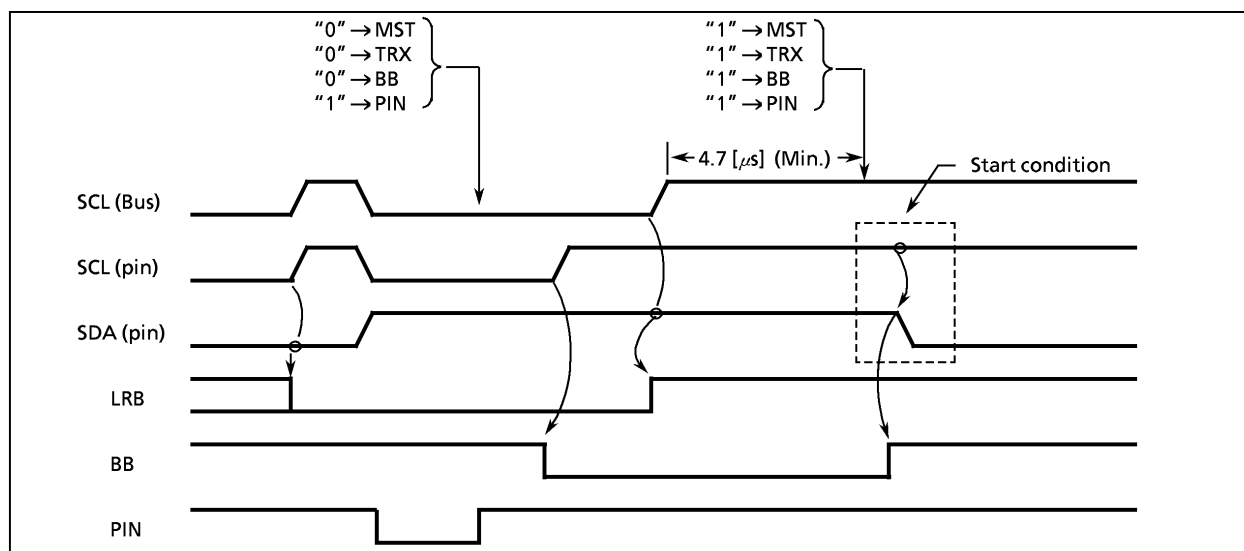 “0” → MST
“0” → TRX
“0” → BB
“1” → PIN
“1” → MST
“1” → TRX
“1” → BB
“1” → PIN
4.7 [μs] (Min.)
Start condition
SCL (Bus)
SCL (pin)
SDA (pin)
LRB
BB
PIN